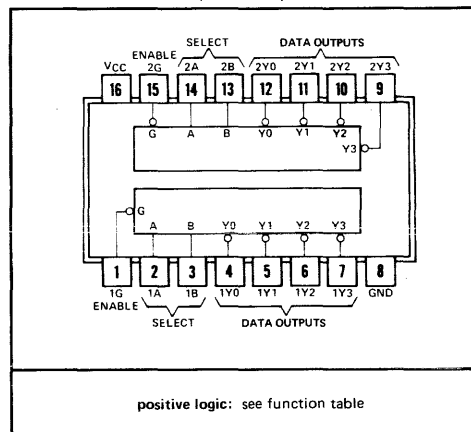 SELECT
DATA OUTPUTS
ENABLE
VCC 2G 2A 2B 2Y0 2Y1 2Y2 2Y3
16 15 14 13 12 11 10 9
G A B Y0 Y1 Y2
Y3
G
A B Y0 Y1 Y2 Y3
1 2 3 4 5 6 7 8
1G 1A 1B 1Y0 1Y1 1Y2 1Y3 GND
ENABLE
SELECT
DATA OUTPUTS
positive logic: see function table